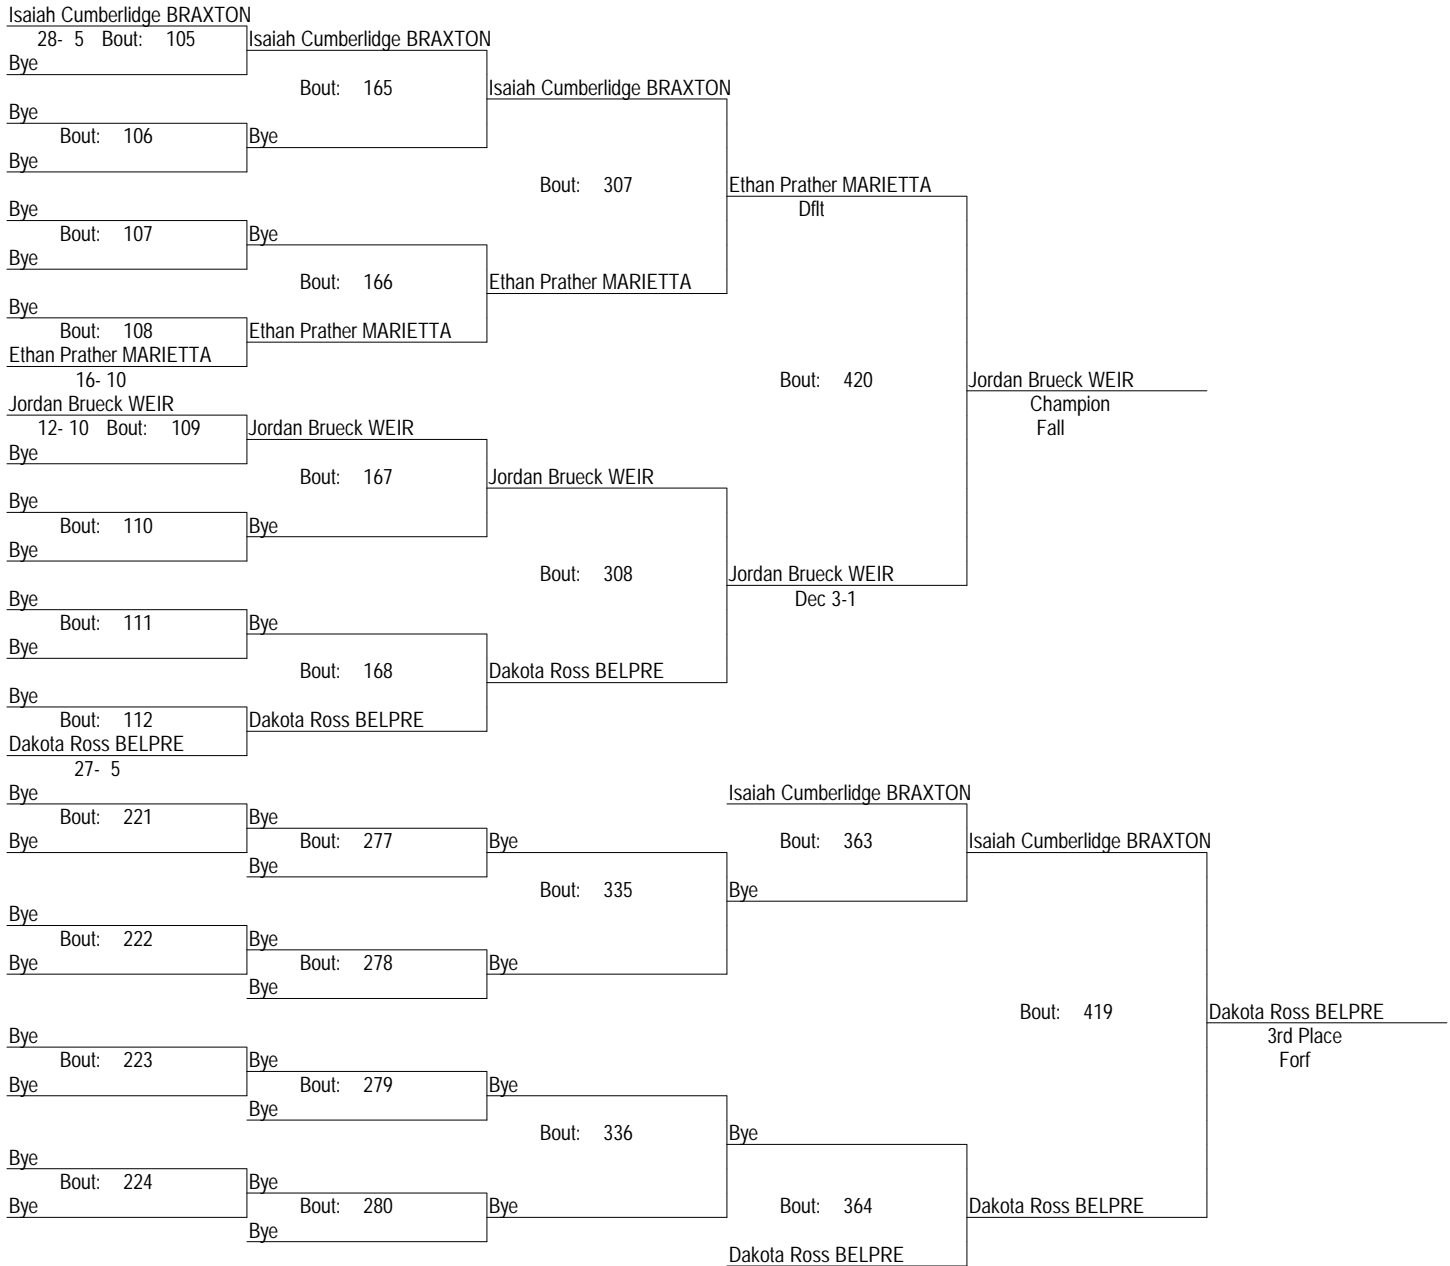 Isaiah Cumberlidge BRAXTON
28- 5 Bout: 105 Isaiah Cumberlidge BRAXTON
Bye
Bout: 165 Isaiah Cumberlidge BRAXTON
Bye
Bout: 106 Bye
Bye
Bout: 307 Ethan Prather MARIETTA
Dflt
Bye
Bout: 107 Bye
Bye
Bout: 166 Ethan Prather MARIETTA
Bye
Bout: 108 Ethan Prather MARIETTA
Ethan Prather MARIETTA
16- 10
Bout: 420 Jordan Brueck WEIR
Champion
Fall
Jordan Brueck WEIR
12- 10 Bout: 109 Jordan Brueck WEIR
Bye
Bout: 167 Jordan Brueck WEIR
Bye
Bout: 110 Bye
Bye
Bout: 308 Jordan Brueck WEIR
Dec 3-1
Bye
Bout: 111 Bye
Bye
Bout: 168 Dakota Ross BELPRE
Bye
Bout: 112 Dakota Ross BELPRE
Dakota Ross BELPRE
27- 5
Bye
Isaiah Cumberlidge BRAXTON
Bout: 221 Bye
Bye
Bout: 277 Bye
Bout: 363 Isaiah Cumberlidge BRAXTON
Bye
Bout: 335 Bye
Bye
Bout: 222 Bye
Bye
Bout: 278 Bye
Bye
Bout: 419 Dakota Ross BELPRE
3rd Place
Forf
Bye
Bout: 223 Bye
Bye
Bout: 279 Bye
Bye
Bout: 336 Bye
Bye
Bout: 224 Bye
Bye
Bout: 280 Bye
Bout: 364 Dakota Ross BELPRE
Bye
Dakota Ross BELPRE